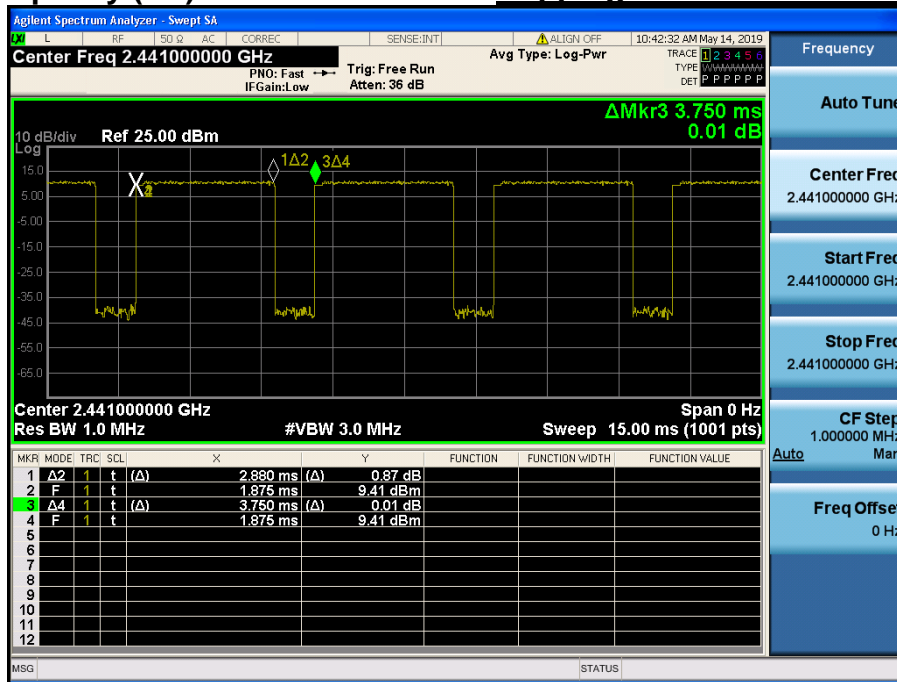 Agilent Spectrum Analyzer - Swept SA
LXI L RF 50 Ω AC CORREC SENSE:INT ALIGN OFF 10:42:32 AM May 14, 2019
Center Freq 2.441000000 GHz
PNO: Fast
IFGain:Low
Trig: Free Run
Atten: 36 dB
Avg Type: Log-Pwr
TRACE 1 2 3 4 5 6
TYPE WWWWWW
DET P P P P P P
Frequency
ΔMkr3 3.750 ms
0.01 dB
10 dB/div Ref 25.00 dBm
Log
15.0
5.00
-5.00
-15.0
-25.0
-35.0
-45.0
-55.0
-65.0
X
2
1Δ2
3Δ4
Center 2.441000000 GHz Span 0 Hz
Res BW 1.0 MHz #VBW 3.0 MHz Sweep 15.00 ms (1001 pts)
MKR MODE TRC SCL X Y FUNCTION FUNCTION WIDTH FUNCTION VALUE
1 Δ2 1 t (Δ) 2.880 ms (Δ) 0.87 dB
2 F 1 t 1.875 ms 9.41 dBm
3 Δ4 1 t (Δ) 3.750 ms (Δ) 0.01 dB
4 F 1 t 1.875 ms 9.41 dBm
5
6
7
8
9
10
11
12
MSG STATUS
Auto Tune
Center Freq
2.441000000 GHz
Start Freq
2.441000000 GHz
Stop Freq
2.441000000 GHz
CF Step
1.000000 MHz
Auto Man
Freq Offset
0 Hz